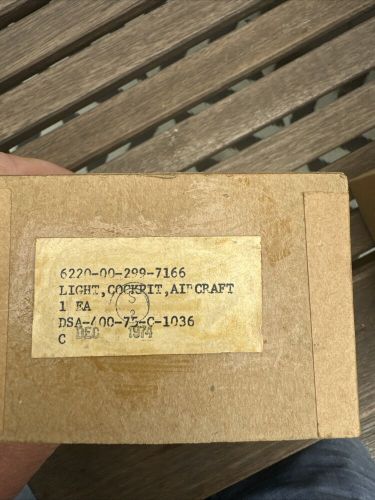 6220-00-299-7166
LIGHT,COCKPIT,AIRCRAFT
1 EA
DSA-400-75-C-1036
C DEC 1974